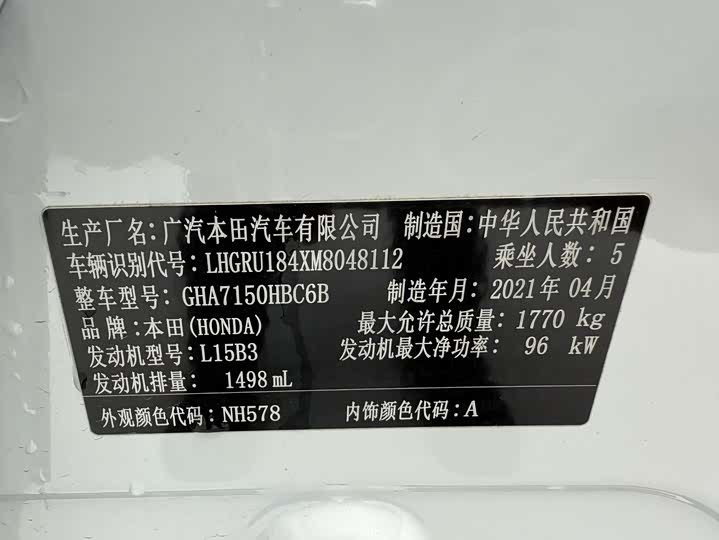 生产厂名:广汽本田汽车有限公司 制造国:中华人民共和国
车辆识别代号:LHGRU184XM8048112 乘坐人数: 5
整车型号:GHA7150HBC6B 制造年月:2021年 04月
品 牌:本田(HONDA) 最大允许总质量:1770 kg
发动机型号:L15B3 发动机最大净功率: 96 kW
发动机排量: 1498mL
外观颜色代码:NH578 内饰颜色代码:A